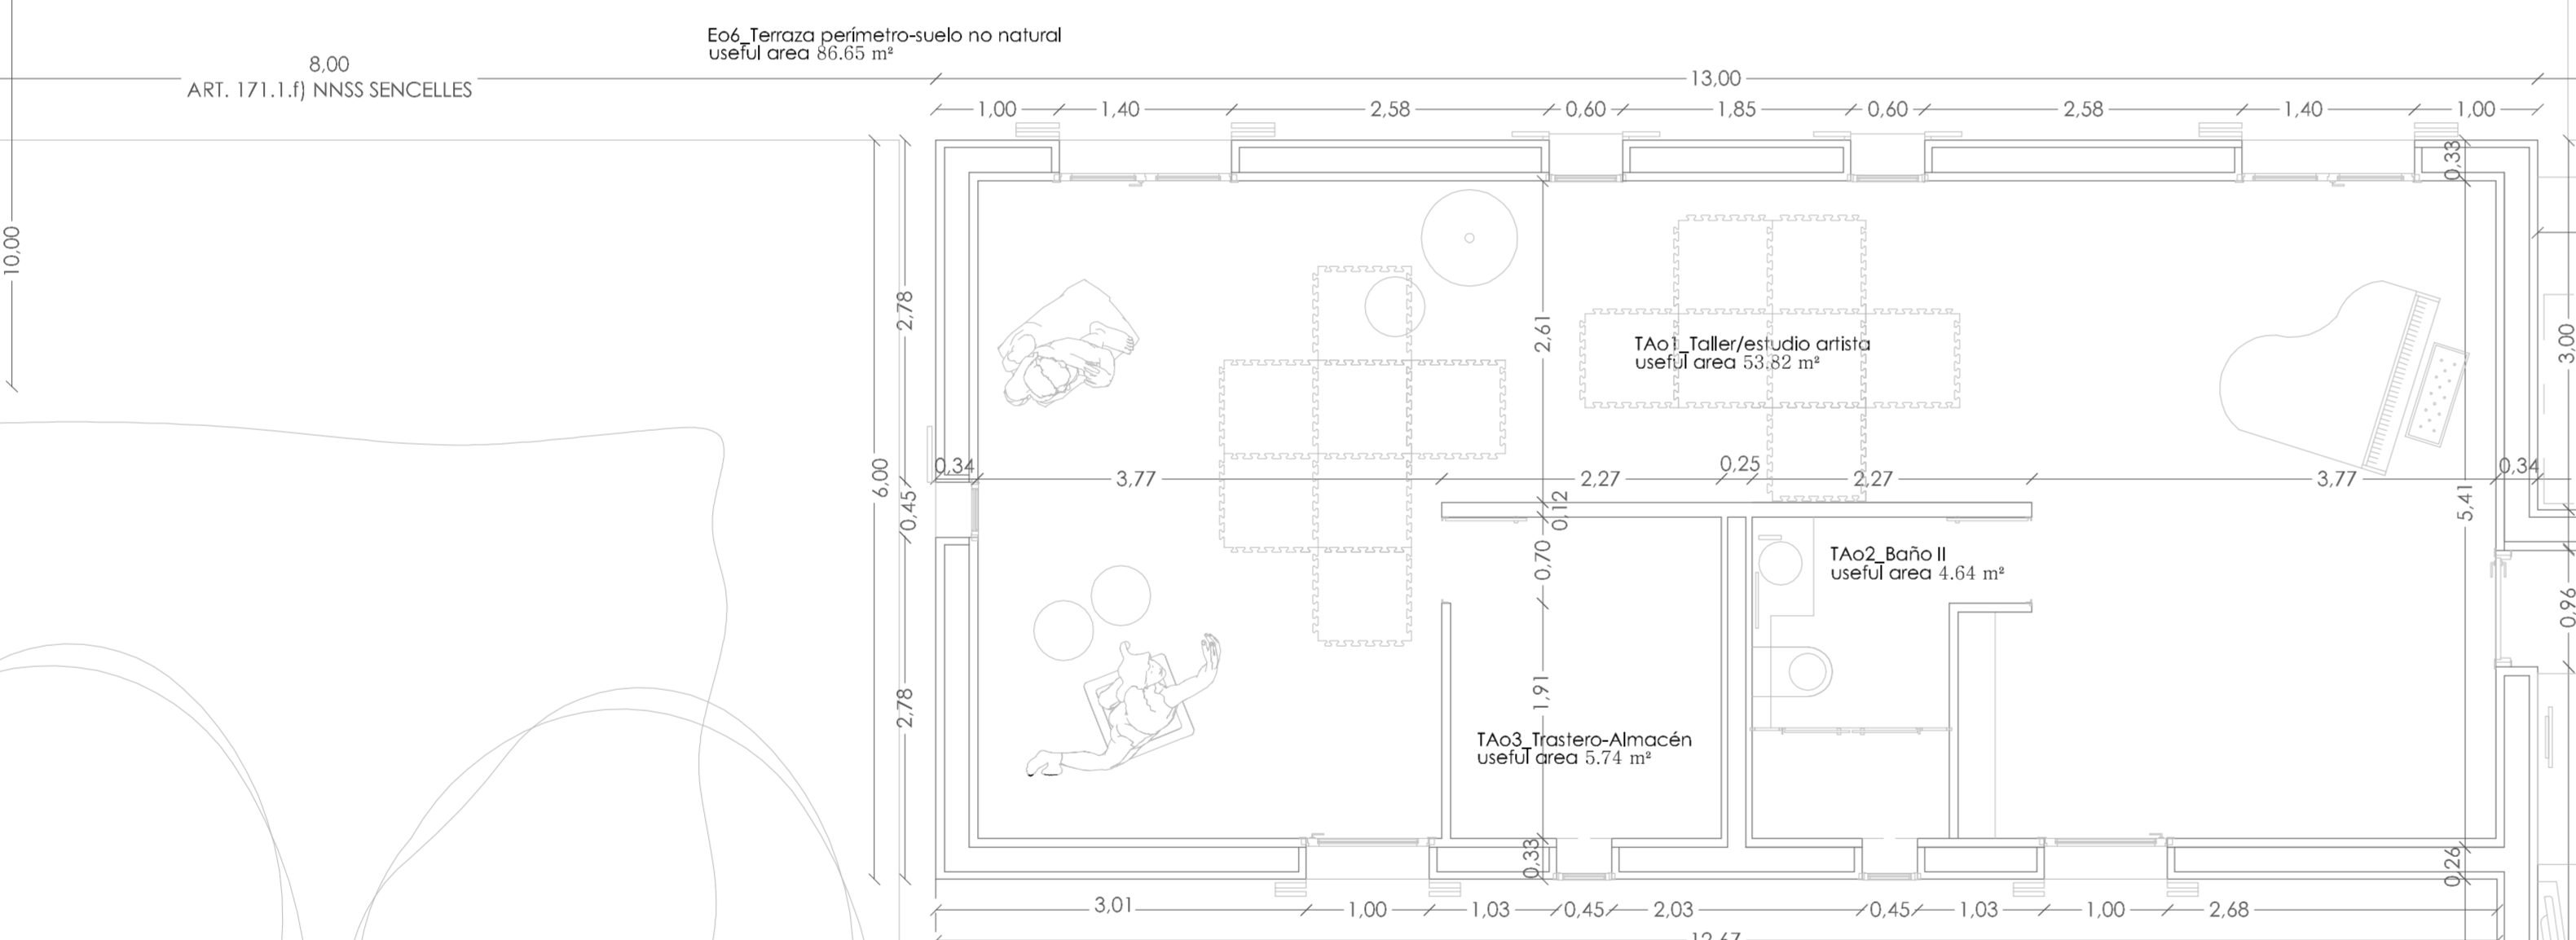 Eo6_Terraza perímetro-suelo no natural
useful area 86.65 m²
8,00
ART. 171.1.f) NNSS SENCELLES
13,00
1,00 1,40 2,58 0,60 1,85 0,60 2,58 1,40 1,00
0,33
10,00
2,78
2,61
TAo1_Taller/estudio artista
useful area 53.82 m²
3,00
6,00
0,34 3,77 2,27 0,25 2,27 3,77 0,34
0,45
0,12
5,41
0,70
TAo2_Baño II
useful area 4.64 m²
0,96
2,78
1,91
TAo3_Trastero-Almacén
useful area 5.74 m²
0,33
0,26
3,01 1,00 1,03 0,45 2,03 0,45 1,03 1,00 2,68
12,67